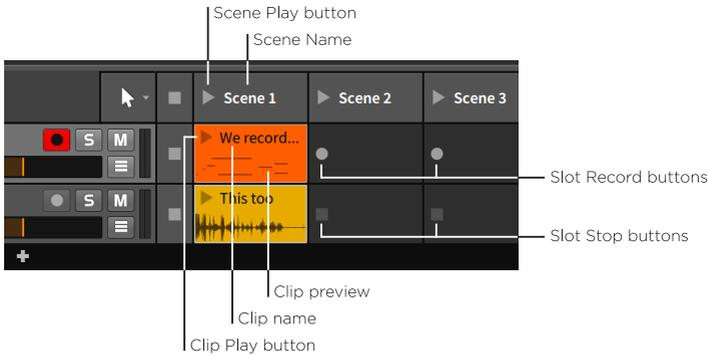 Scene Play button
Scene Name
Scene 1
Scene 2
Scene 3
S
M
We record...
Slot Record buttons
S
M
This too
Slot Stop buttons
Clip preview
Clip name
Clip Play button